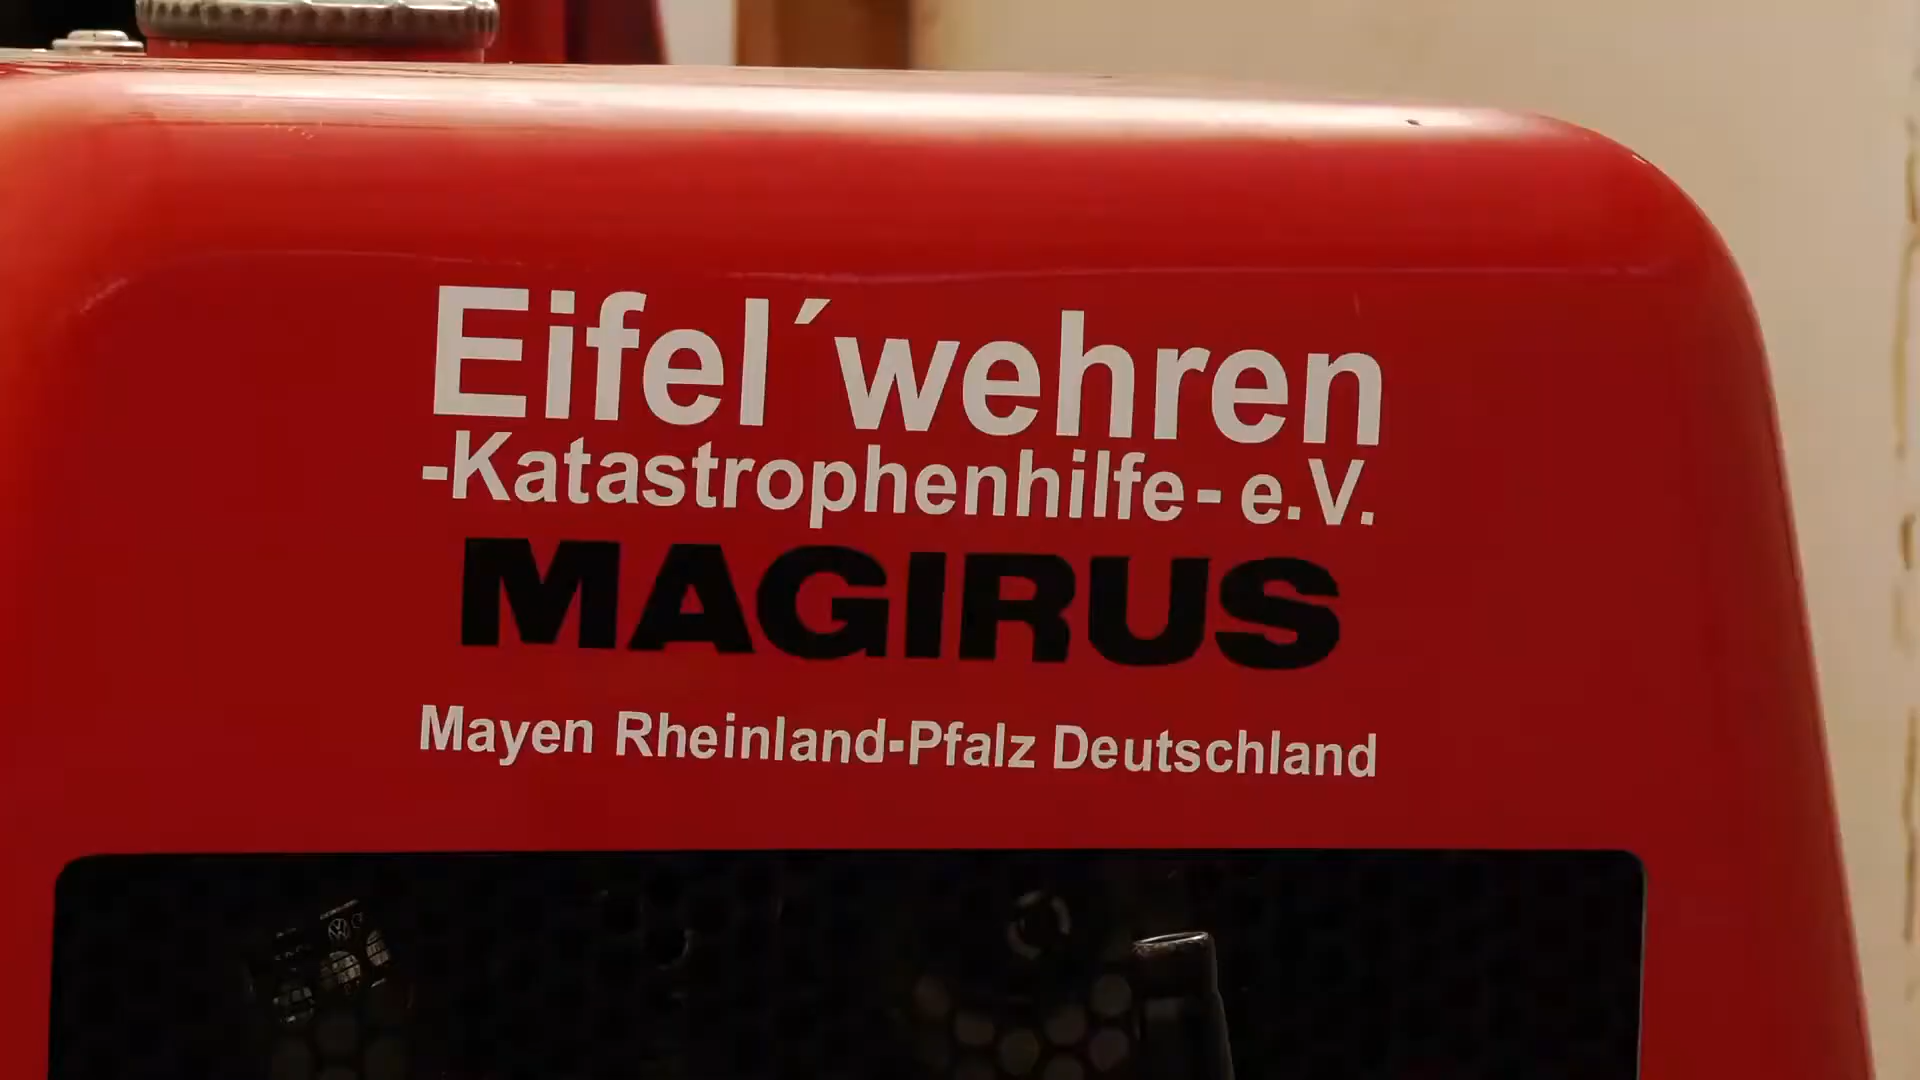 Eifel´wehren
-Katastrophenhilfe- e.V.
MAGIRUS
Mayen Rheinland-Pfalz Deutschland